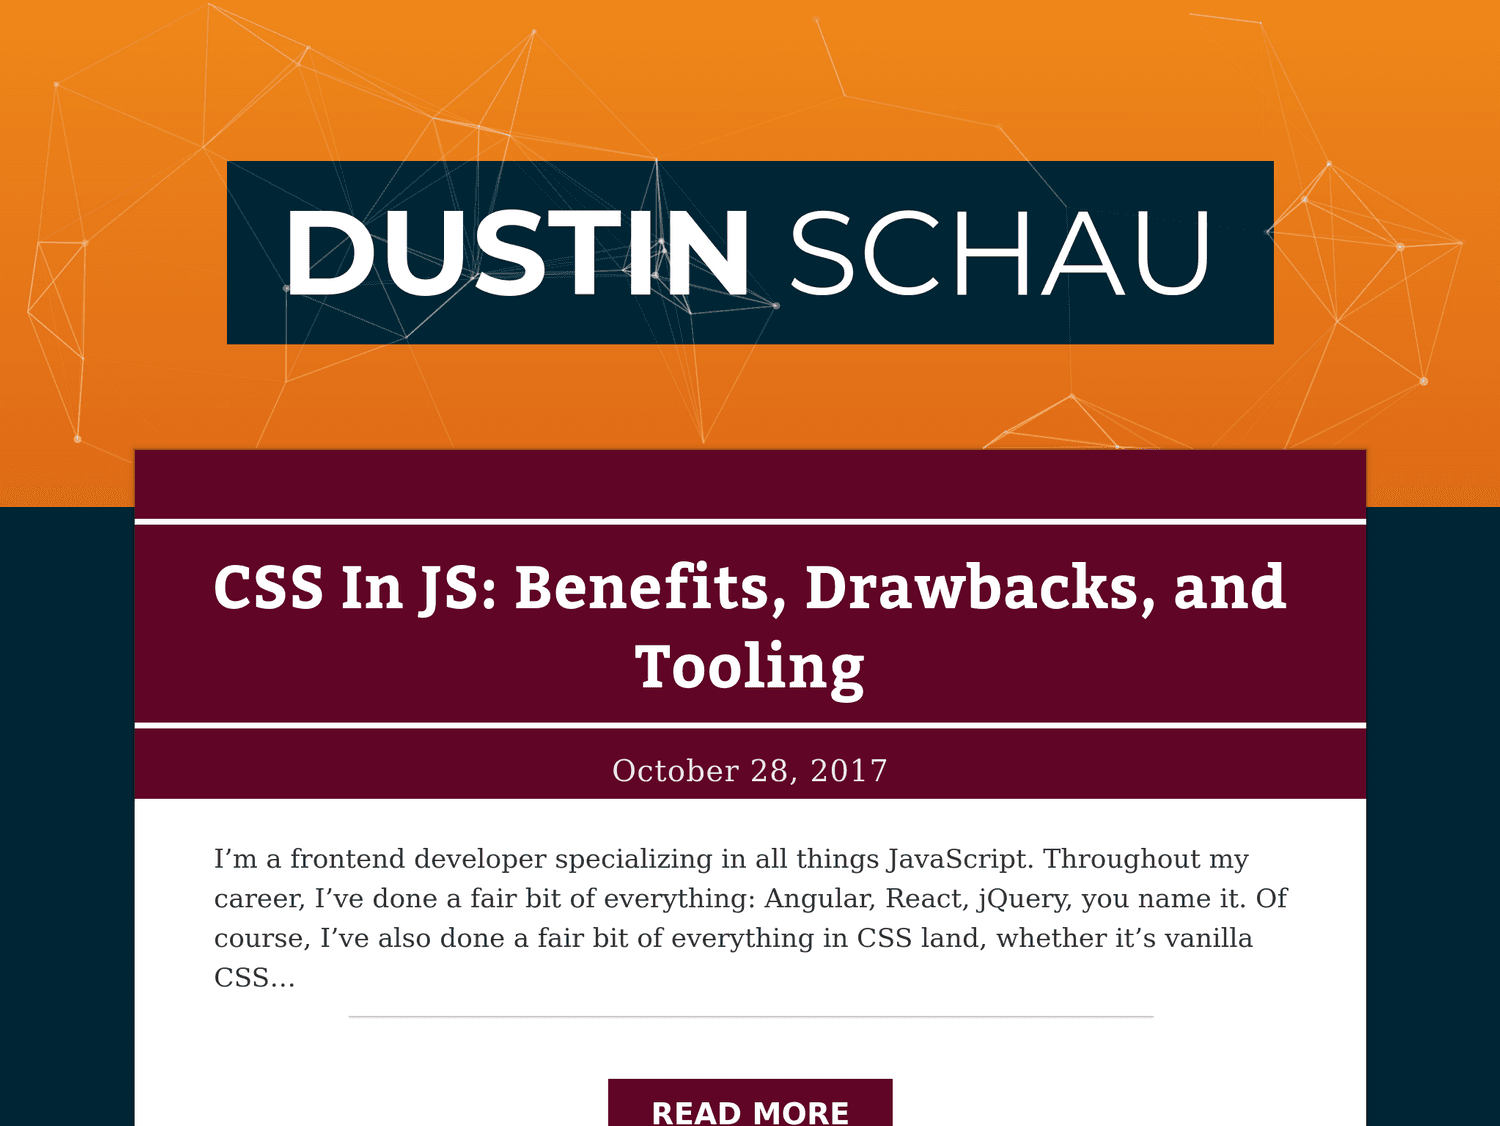 DUSTIN SCHAU
CSS In JS: Benefits, Drawbacks, and
Tooling
October 28, 2017
I’m a frontend developer specializing in all things JavaScript. Throughout my
career, I’ve done a fair bit of everything: Angular, React, jQuery, you name it. Of
course, I’ve also done a fair bit of everything in CSS land, whether it’s vanilla
CSS…
READ MORE